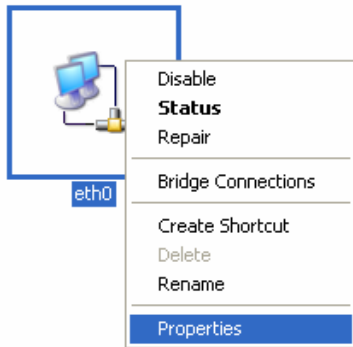 Disable
Status
Repair
Bridge Connections
eth0
Create Shortcut
Delete
Rename
Properties